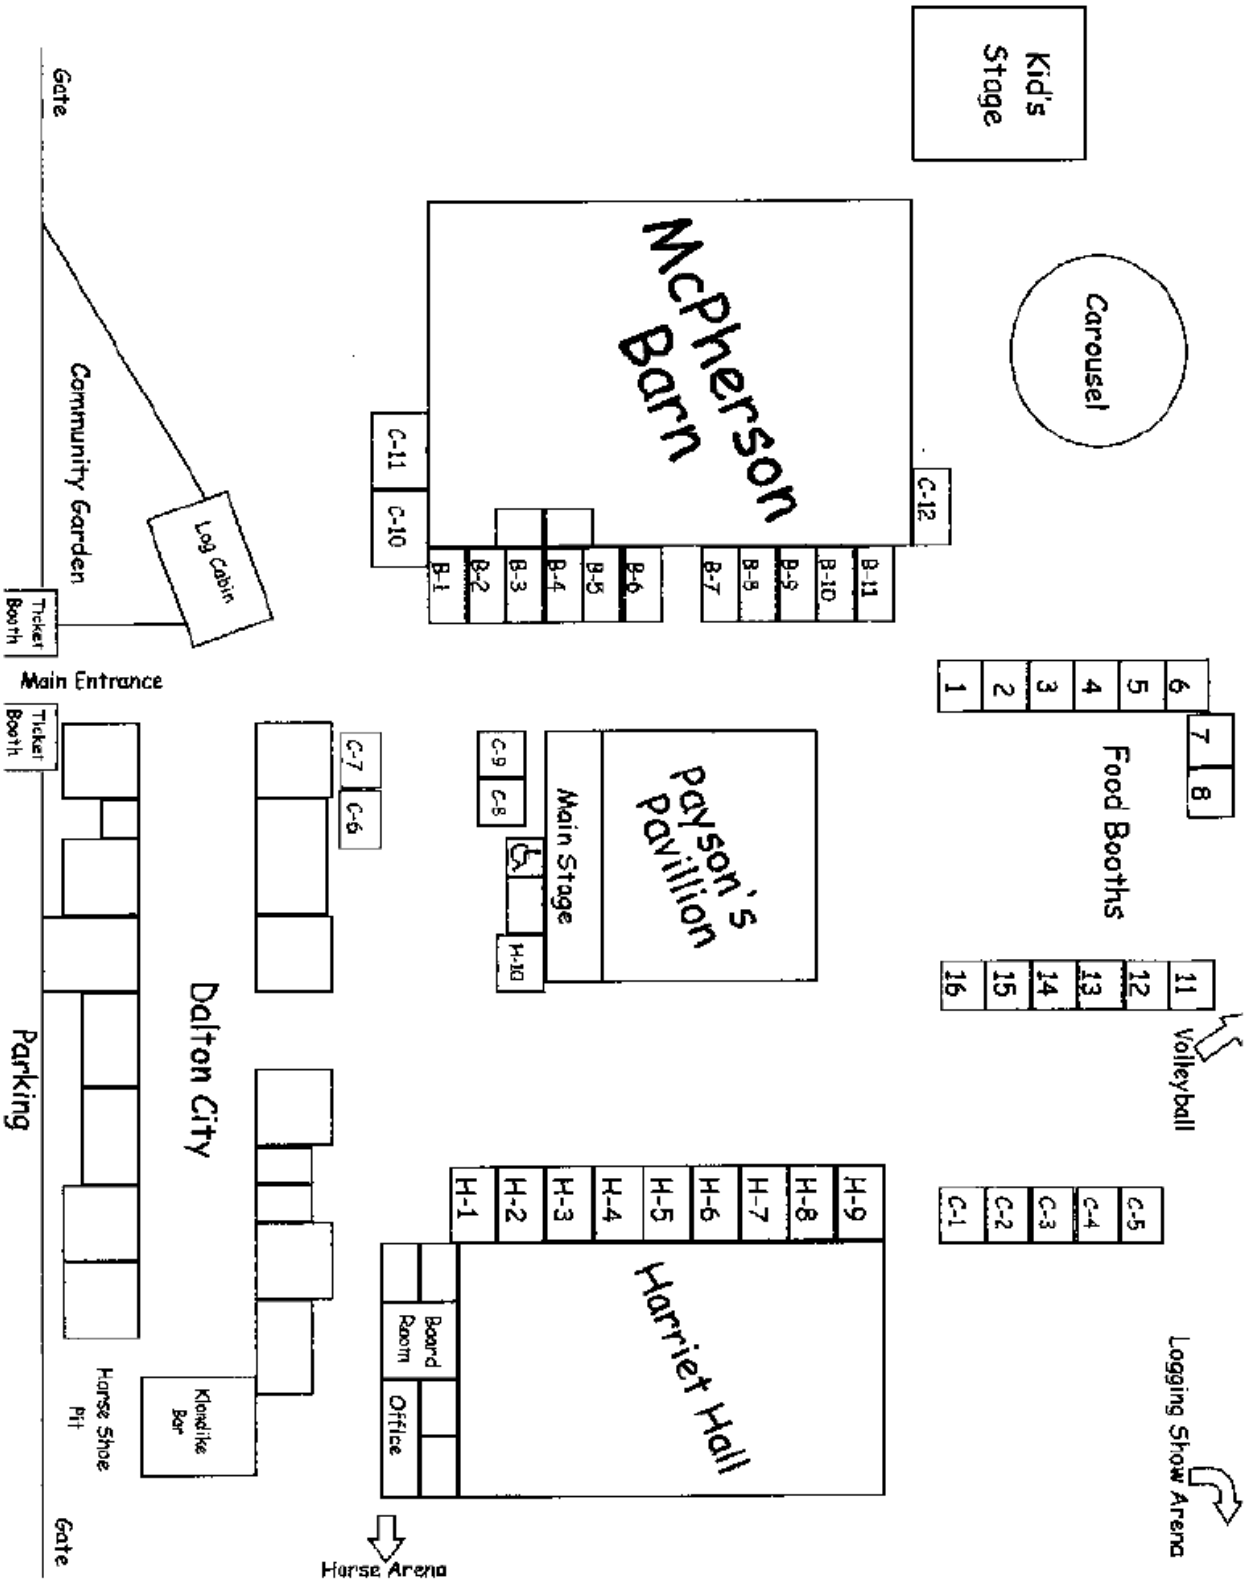 Kid's
Stage
Carousel
McPherson
Barn
C-12
C-11
C-10
B-1
B-2
B-3
B-4
B-5
B-6
B-7
B-8
B-9
B-10
B-11
Gate
Community Garden
Log Cabin
Ticket
Booth
Main Entrance
Ticket
Booth
1
2
3
4
5
6
7
8
Food Booths
11
12
13
14
15
16
Volleyball
C-7
C-6
C-9
C-8
H-10
Main Stage
Payson's
Pavillion
Dalton City
Parking
H-1
H-2
H-3
H-4
H-5
H-6
H-7
H-8
H-9
Harriet Hall
C-1
C-2
C-3
C-4
C-5
Board
Room
Office
Klondike
Bar
Horse Shoe
Pit
Gate
Horse Arena
Logging Show Arena